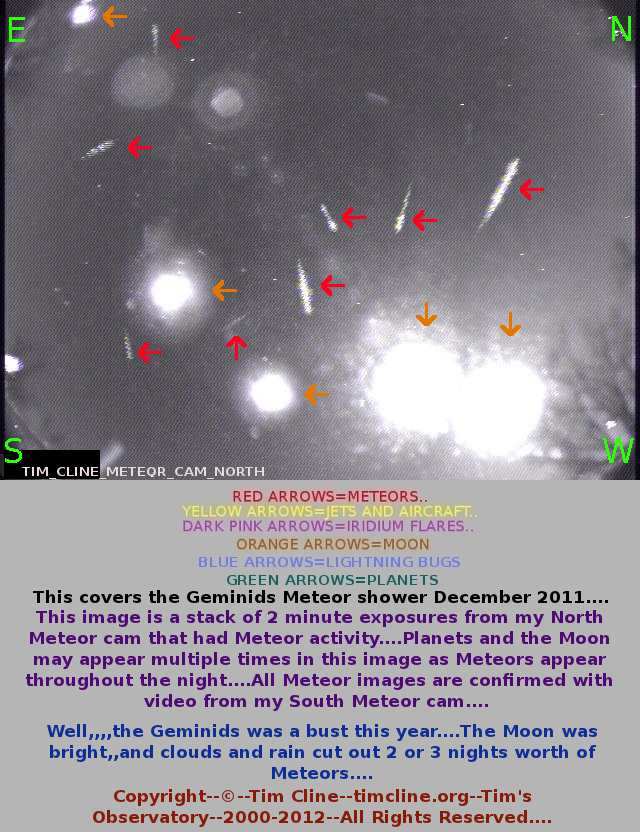 E
N
S
W
TIM_CLINE_METEOR_CAM_NORTH
RED ARROWS=METEORS..
YELLOW ARROWS=JETS AND AIRCRAFT..
DARK PINK ARROWS=IRIDIUM FLARES..
ORANGE ARROWS=MOON
BLUE ARROWS=LIGHTNING BUGS
GREEN ARROWS=PLANETS
This covers the Geminids Meteor shower December 2011....
This image is a stack of 2 minute exposures from my North
Meteor cam that had Meteor activity....Planets and the Moon
may appear multiple times in this image as Meteors appear
throughout the night....All Meteor images are confirmed with
video from my South Meteor cam....
Well,,,,the Geminids was a bust this year....The Moon was
bright,,and clouds and rain cut out 2 or 3 nights worth of
Meteors....
Copyright--©--Tim Cline--timcline.org--Tim's
Observatory--2000-2012--All Rights Reserved....